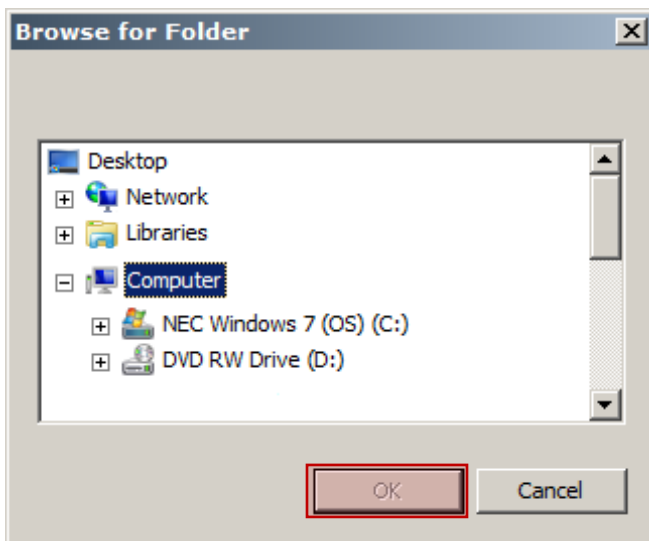 Browse for Folder
Desktop
Network
Libraries
Computer
NEC Windows 7 (OS) (C:)
DVD RW Drive (D:)
OK
Cancel